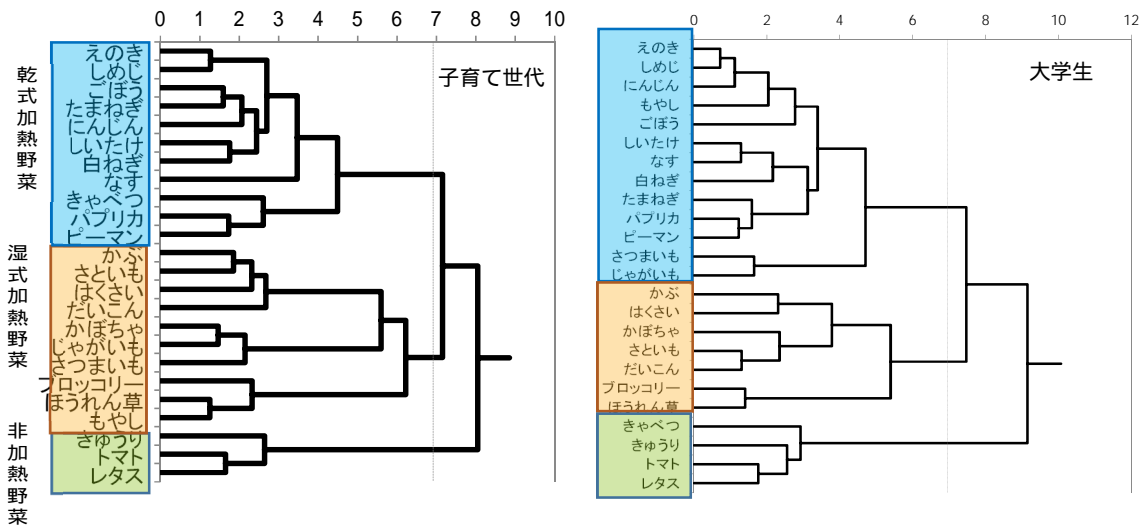 0 1 2 3 4 5 6 7 8 9 10
子育て世代
乾式加熱野菜
えのき
しめじ
ごぼう
たまねぎ
にんじん
しいたけ
白ねぎ
なす
きゃべつ
パプリカ
ピーマン
湿式加熱野菜
かぶ
さといも
はくさい
だいこん
かぼちゃ
じゃがいも
さつまいも
ブロッコリー
ほうれん草
もやし
非加熱野菜
きゅうり
トマト
レタス
0 2 4 6 8 10 12
大学生
えのき
しめじ
にんじん
もやし
ごぼう
しいたけ
なす
白ねぎ
たまねぎ
パプリカ
ピーマン
さつまいも
じゃがいも
かぶ
はくさい
かぼちゃ
さといも
だいこん
ブロッコリー
ほうれん草
きゃべつ
きゅうり
トマト
レタス